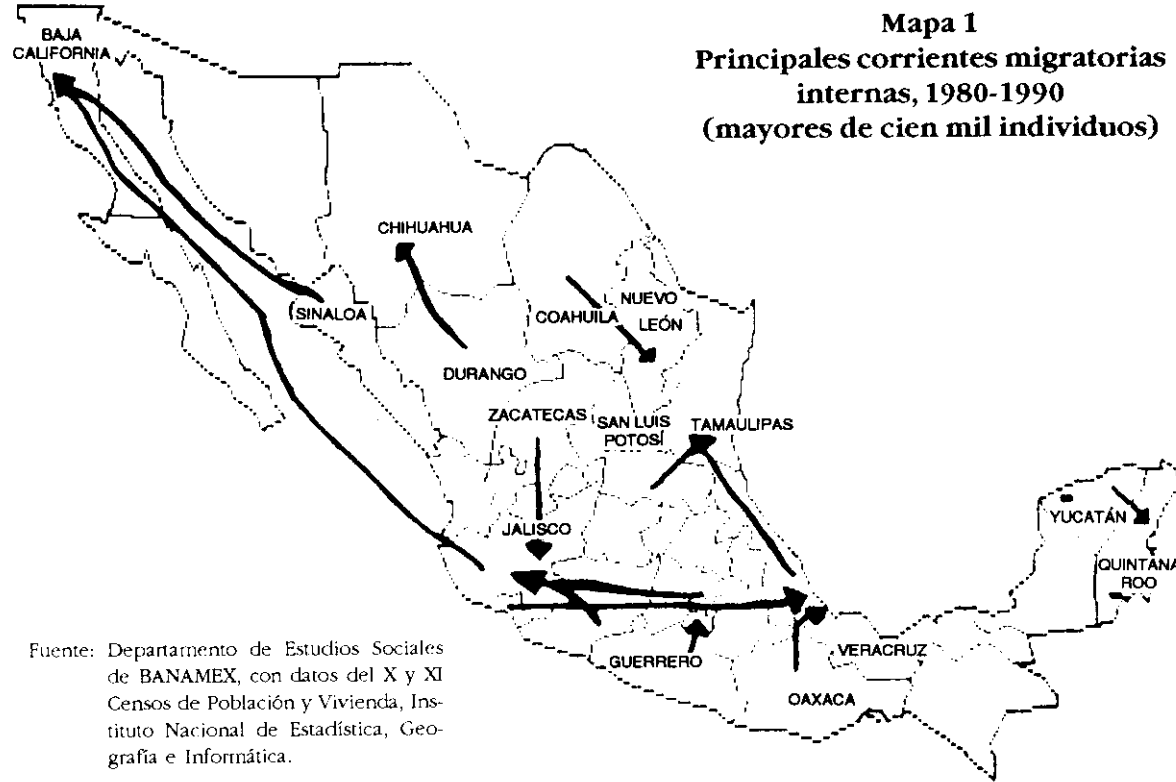 Mapa 1
Principales corrientes migratorias
internas, 1980-1990
(mayores de cien mil individuos)
BAJA
CALIFORNIA
CHIHUAHUA
SINALOA
DURANGO
COAHUILA
NUEVO
LEÓN
ZACATECAS
SAN LUIS
POTOSÍ
TAMAULIPAS
JALISCO
YUCATÁN
QUINTANA
ROO
GUERRERO
VERACRUZ
OAXACA
Fuente: Departamento de Estudios Sociales
de BANAMEX, con datos del X y XI
Censos de Población y Vivienda, Ins-
tituto Nacional de Estadística, Geo-
grafía e Informática.